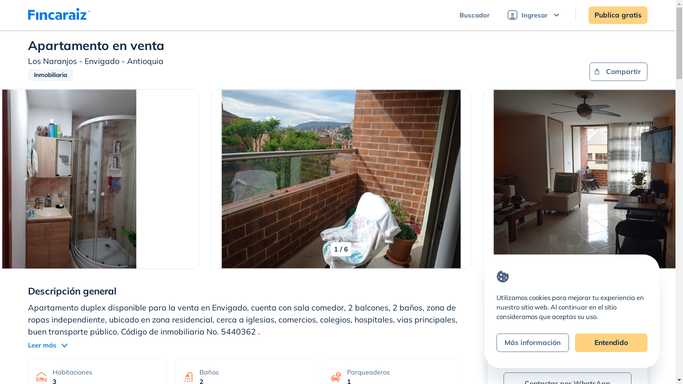 Fincaraiz
Buscador
Ingresar
Publica gratis
Apartamento en venta
Los Naranjos - Envigado - Antioquia
Inmobiliaria
Compartir
1 / 6
Descripción general
Apartamento duplex disponible para la venta en Envigado, cuenta con sala comedor, 2 balcones, 2 baños, zona de
ropas independiente, ubicado en zona residencial, cerca a iglesias, comercios, colegios, hospitales, vias principales,
buen transporte público. Código de inmobiliaria No. 5440362 .
Leer más
Habitaciones
3
Baños
2
Parqueaderos
1
Utilizamos cookies para mejorar tu experiencia en
nuestro sitio web. Al continuar en el sitio
consideramos que aceptas su uso.
Más información
Entendido
Contactar por WhatsApp